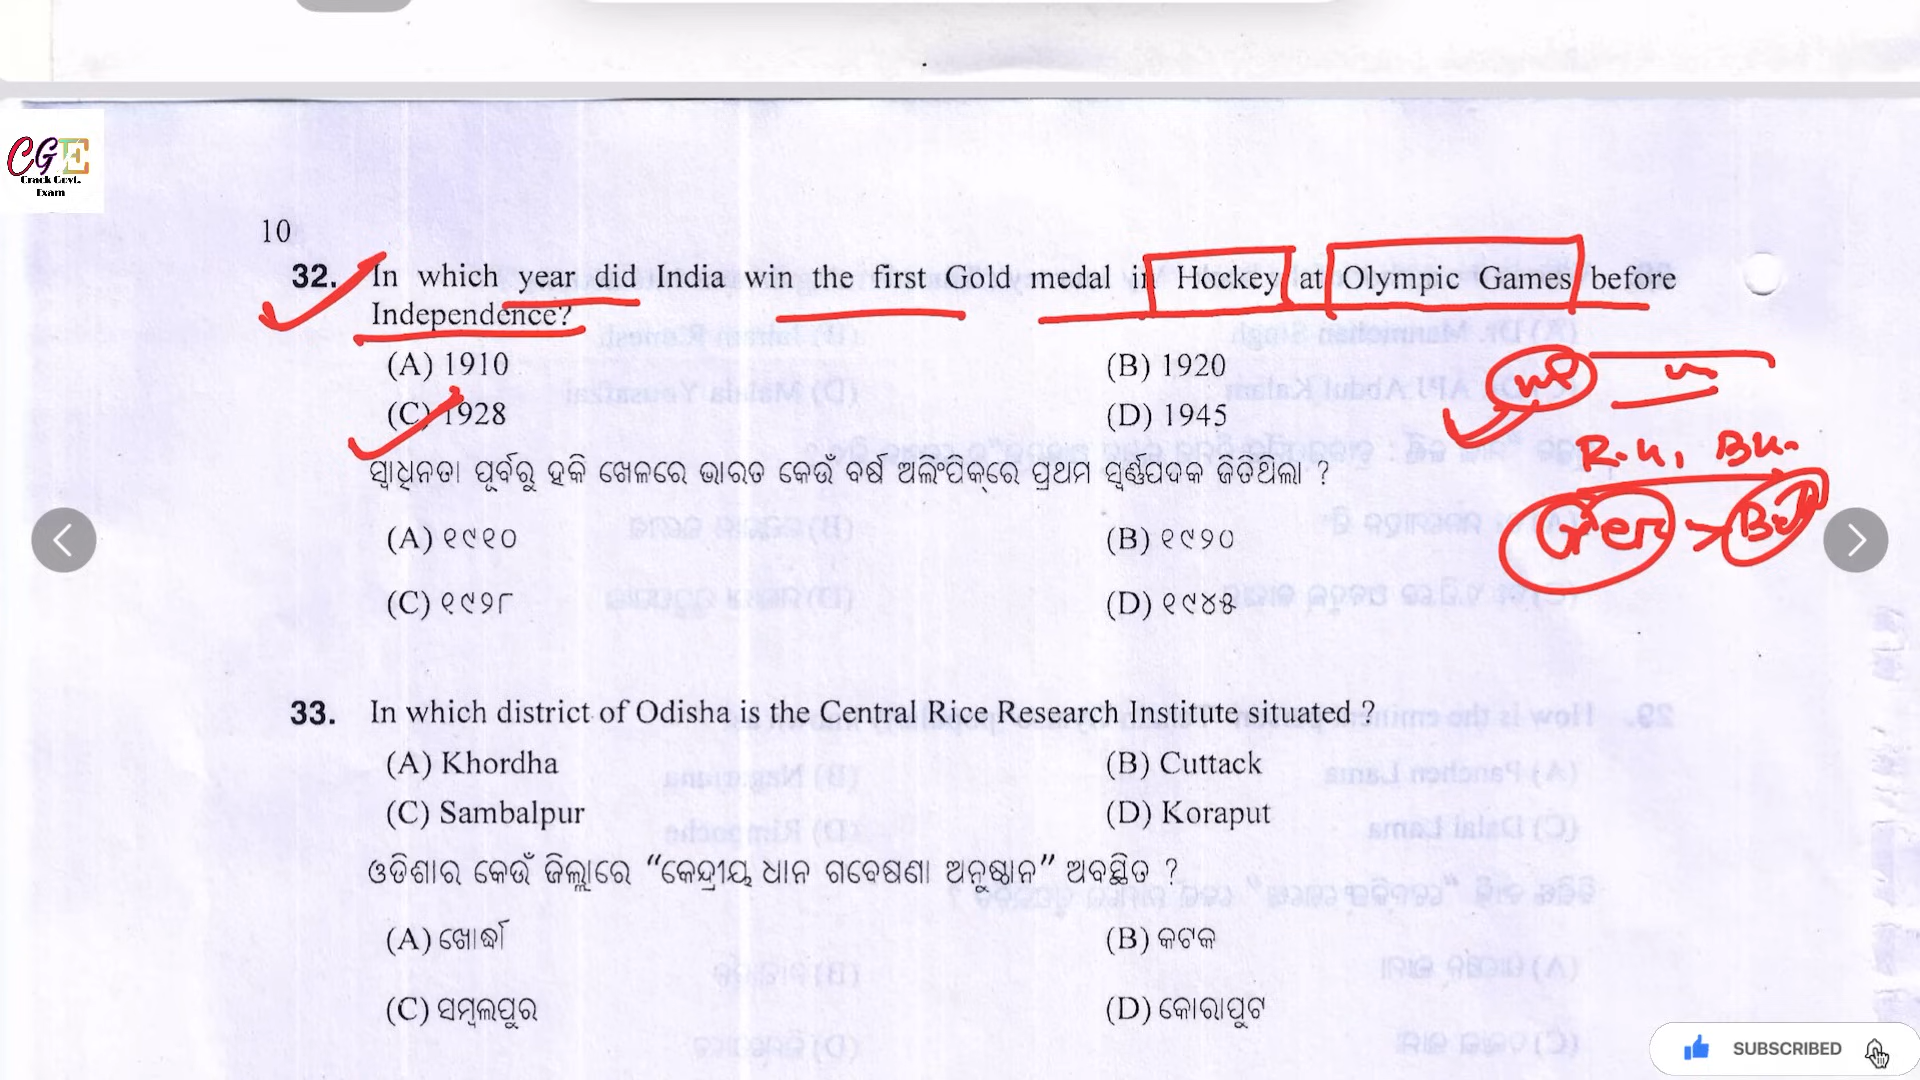 CGE
Crack Govt.
Exam
10
32. In which year did India win the first Gold medal in Hockey at Olympic Games before
Independence?
(A) 1910 (B) 1920
(C) 1928 (D) 1945
ସ୍ୱାଧିନତା ପୂର୍ବରୁ ହକି ଖେଳରେ ଭାରତ କେଉଁ ବର୍ଷ ଅଲିଂପିକ୍‌ରେ ପ୍ରଥମ ସ୍ୱର୍ଣ୍ଣପଦକ ଜିତିଥିଲା ?
(A) ୧୯୧୦ (B) ୧୯୨୦
(C) ୧୯୨୮ (D) ୧୯୪୫
33. In which district of Odisha is the Central Rice Research Institute situated ?
(A) Khordha (B) Cuttack
(C) Sambalpur (D) Koraput
ଓଡିଶାର କେଉଁ ଜିଲ୍ଲାରେ “କେନ୍ଦ୍ରୀୟ ଧାନ ଗବେଷଣା ଅନୁଷ୍ଠାନ” ଅବସ୍ଥିତ ?
(A) ଖୋର୍ଦ୍ଧା (B) କଟକ
(C) ସମ୍ବଲପୁର (D) କୋରାପୁଟ
SUBSCRIBED